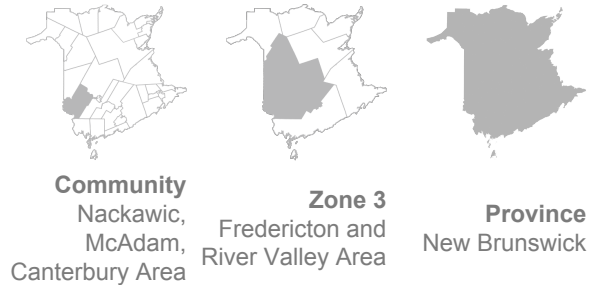 Community
Nackawic,
McAdam,
Canterbury Area
Zone 3
Fredericton and
River Valley Area
Province
New Brunswick